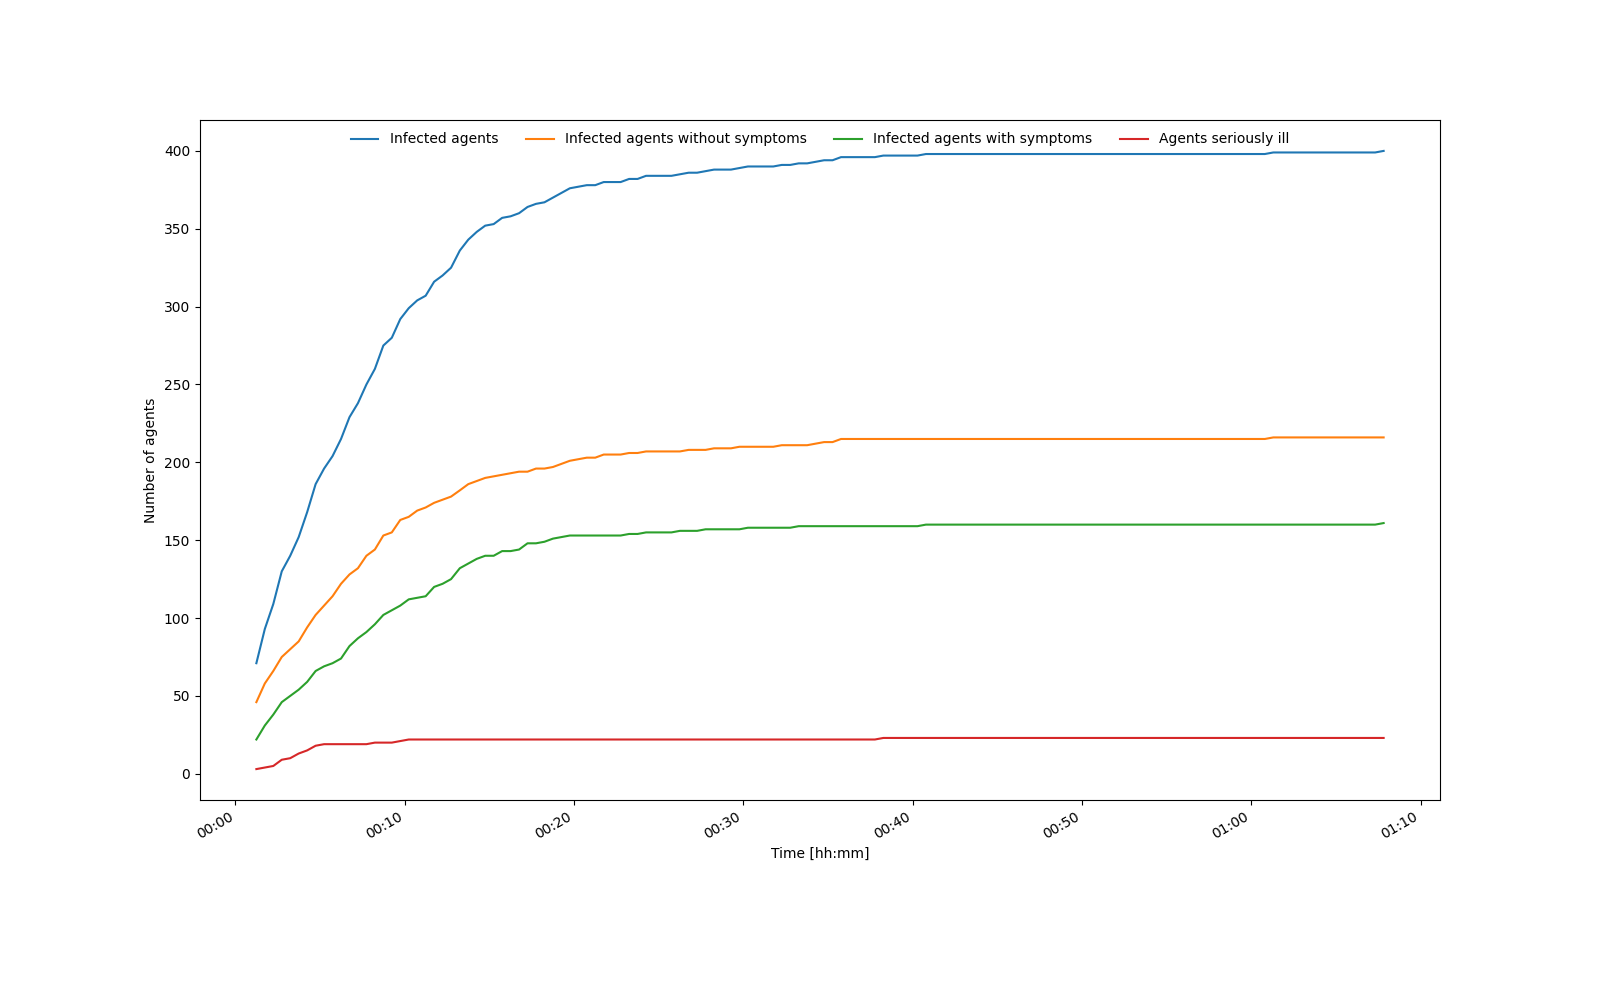 Infected agents Infected agents without symptoms Infected agents with symptoms Agents seriously ill
400
350
300
250
200
150
100
50
0
Number of agents
00:00 00:10 00:20 00:30 00:40 00:50 01:00 01:10
Time [hh:mm]